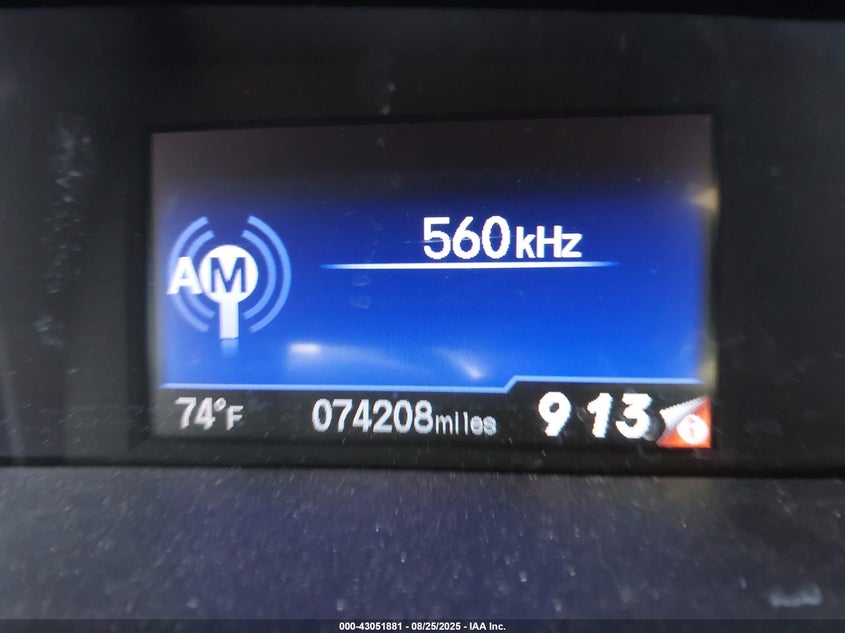 560kHz
AM
74°F 074208miles 9 13 i
000-43051881 - 08/25/2025 - IAA Inc.